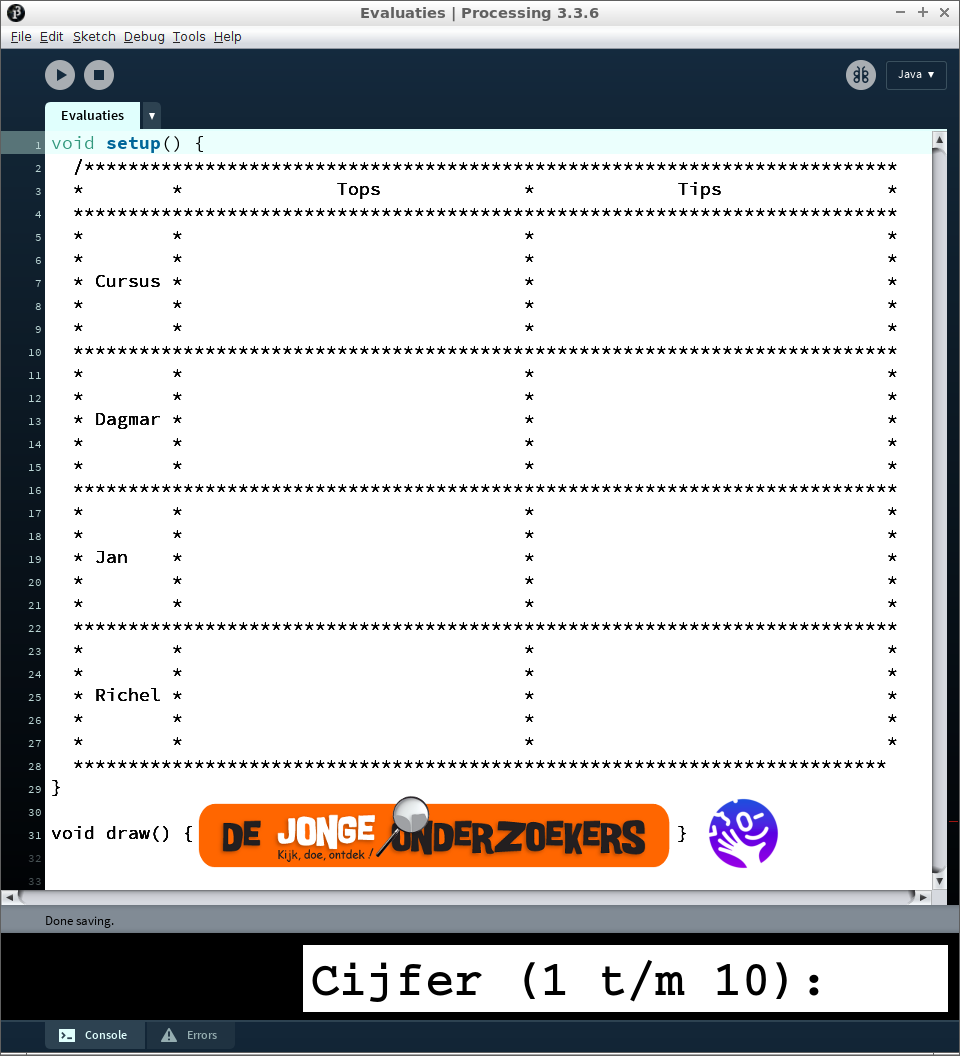 Evaluaties | Processing 3.3.6
File Edit Sketch Debug Tools Help
Java ▼
Evaluaties ▼
1 void setup() {
2   /**************************************************************************
3   *        *              Tops             *             Tips               *
4   ***************************************************************************
5   *        *                               *                                *
6   *        *                               *                                *
7   * Cursus *                               *                                *
8   *        *                               *                                *
9   *        *                               *                                *
10   ***************************************************************************
11   *        *                               *                                *
12   *        *                               *                                *
13   * Dagmar *                               *                                *
14   *        *                               *                                *
15   *        *                               *                                *
16   ***************************************************************************
17   *        *                               *                                *
18   *        *                               *                                *
19   * Jan    *                               *                                *
20   *        *                               *                                *
21   *        *                               *                                *
22   ***************************************************************************
23   *        *                               *                                *
24   *        *                               *                                *
25   * Richel *                               *                                *
26   *        *                               *                                *
27   *        *                               *                                *
28   **************************************************************************
29 }
30
31 void draw() { DE JONGE ONDERZOEKERS }
Kijk, doe, ontdek !
32
33
Done saving.
Cijfer (1 t/m 10):
Console Errors